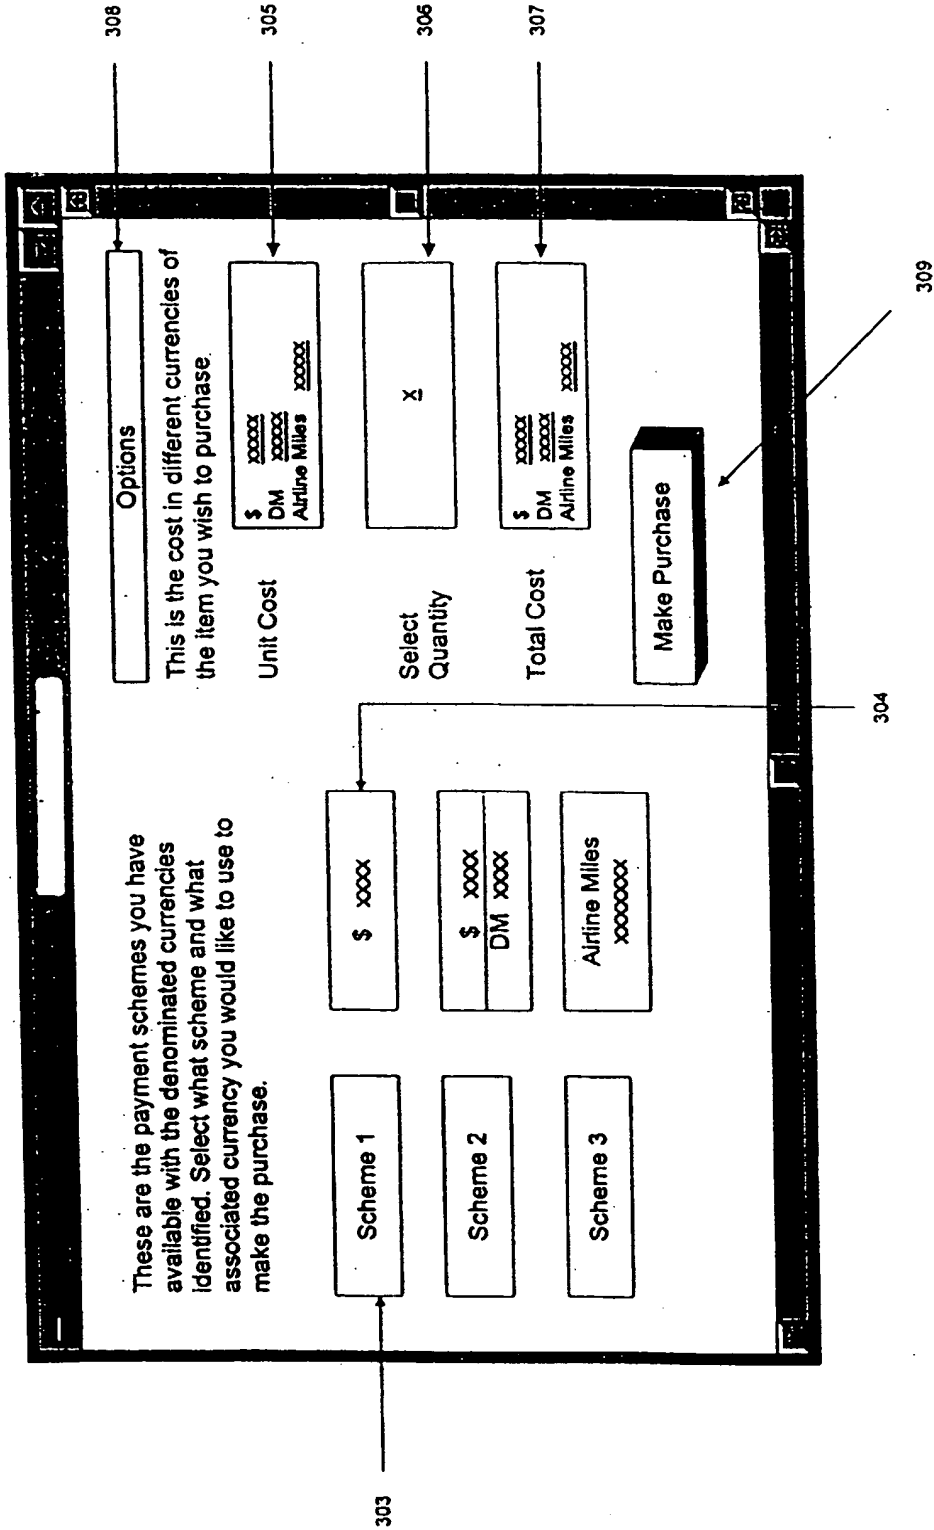 These are the payment schemes you have
available with the denominated currencies
identified. Select what scheme and what
associated currency you would like to use to
make the purchase.
Scheme 1
$ xxxx
Scheme 2
$ xxxx
DM xxxx
Scheme 3
Airline Miles
xxxxxxx
Options
This is the cost in different currencies of
the item you wish to purchase.
Unit Cost
$ xxxxx
DM xxxxx
Airline Miles xxxxx
Select
Quantity
x
Total Cost
$ xxxxx
DM xxxxx
Airline Miles xxxxx
Make Purchase
303
304
308
305
306
307
309